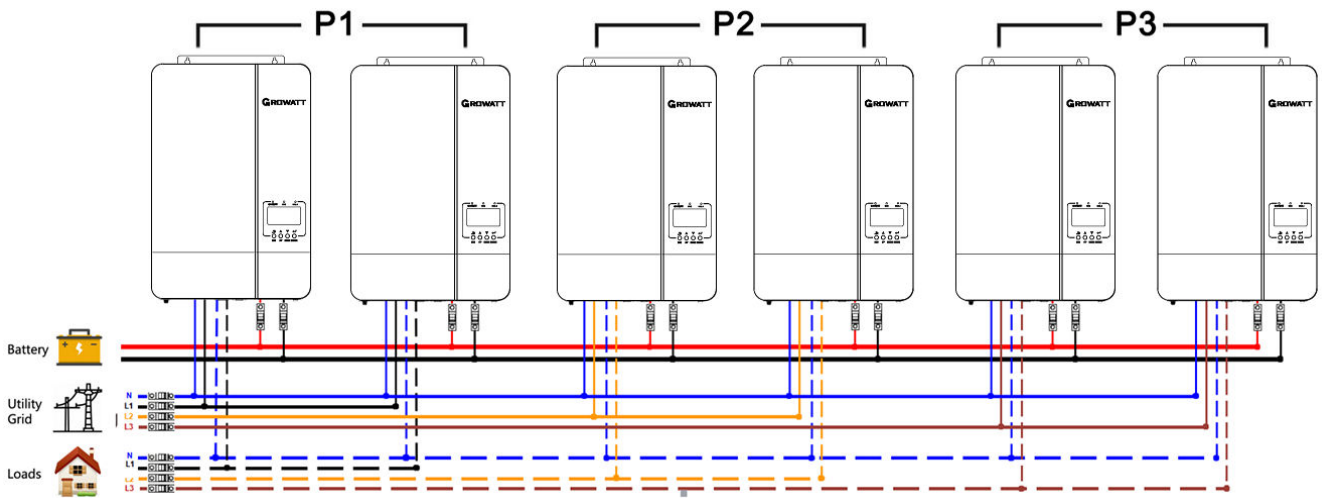 P1 P2 P3
GROWATT GROWATT GROWATT GROWATT GROWATT GROWATT
Battery
Utility
Grid
N
L1
L2
L3
Loads
N
L1
L2
L3